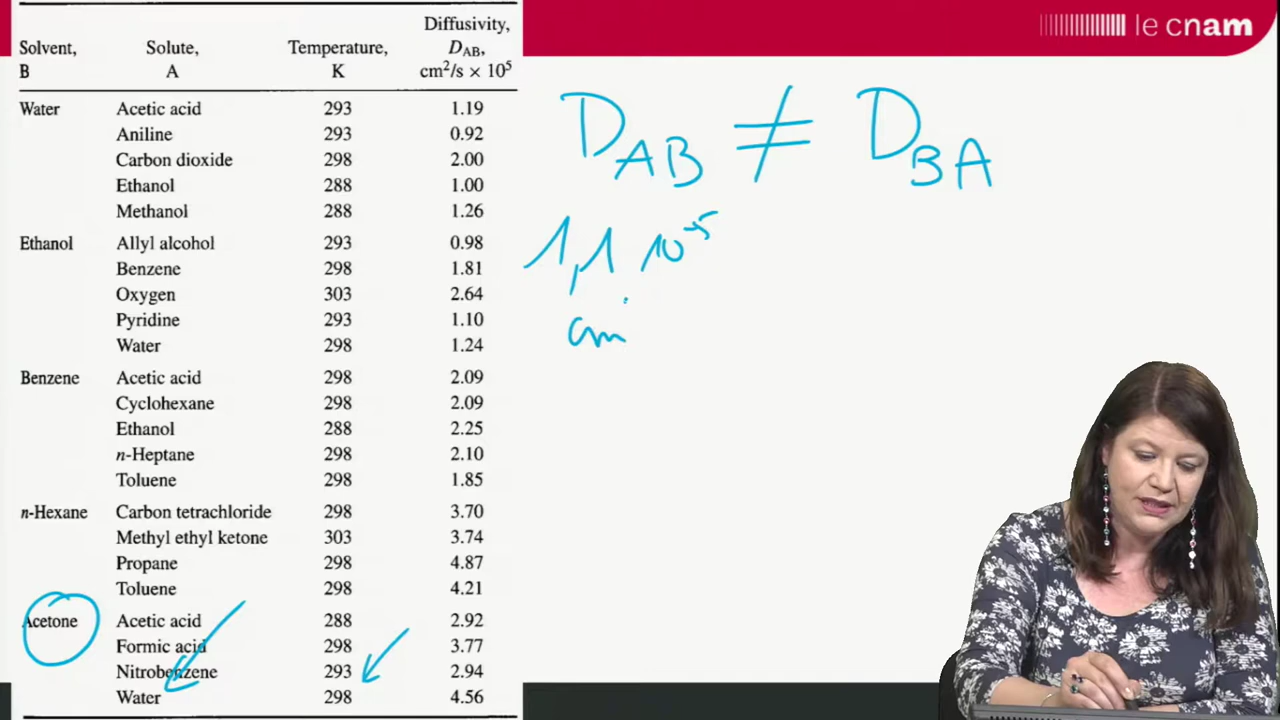 le cnam
Solvent, Solute, Temperature, Diffusivity,
B A K D_AB,
cm²/s × 10⁵
Water Acetic acid 293 1.19
Aniline 293 0.92
Carbon dioxide 298 2.00
Ethanol 288 1.00
Methanol 288 1.26
Ethanol Allyl alcohol 293 0.98
Benzene 298 1.81
Oxygen 303 2.64
Pyridine 293 1.10
Water 298 1.24
Benzene Acetic acid 298 2.09
Cyclohexane 298 2.09
Ethanol 288 2.25
n-Heptane 298 2.10
Toluene 298 1.85
n-Hexane Carbon tetrachloride 298 3.70
Methyl ethyl ketone 303 3.74
Propane 298 4.87
Toluene 298 4.21
Acetone Acetic acid 288 2.92
Formic acid 298 3.77
Nitrobenzene 293 2.94
Water 298 4.56
D_AB ≠ D_BA
1,1 10⁻⁵
cm